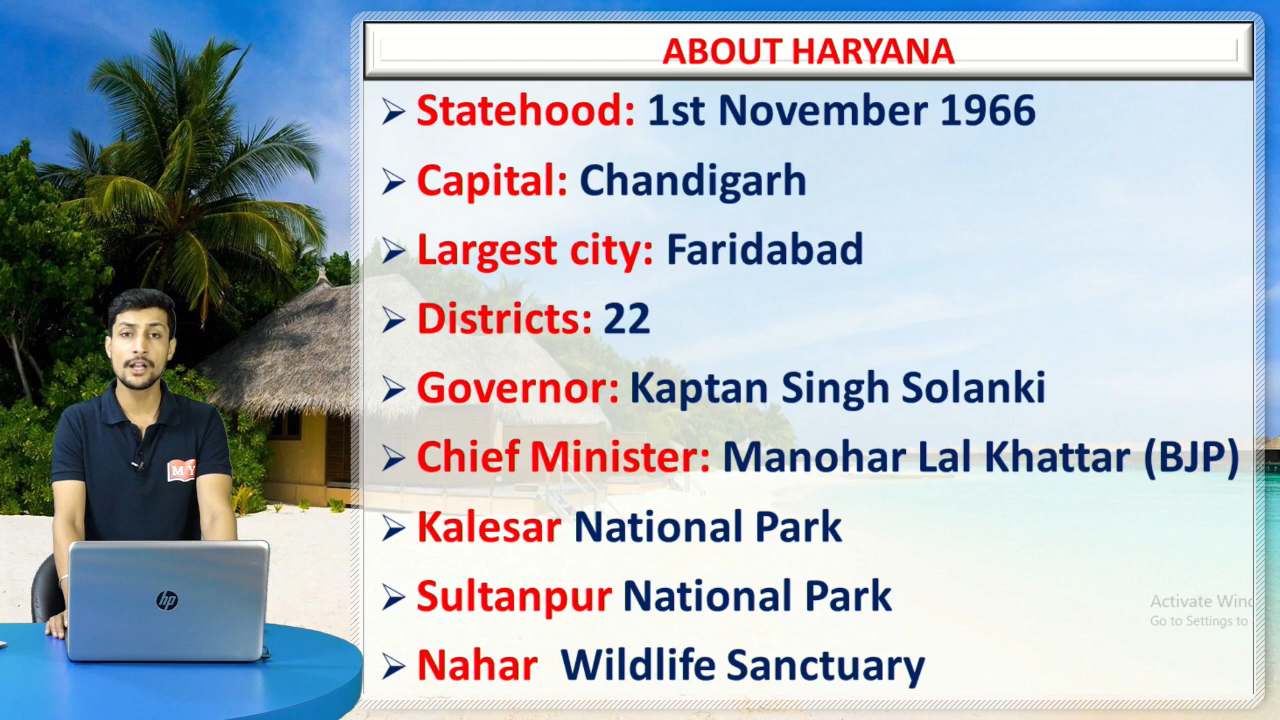 ABOUT HARYANA
➢ Statehood: 1st November 1966
➢ Capital: Chandigarh
➢ Largest city: Faridabad
➢ Districts: 22
➢ Governor: Kaptan Singh Solanki
➢ Chief Minister: Manohar Lal Khattar (BJP)
➢ Kalesar National Park
➢ Sultanpur National Park
➢ Nahar Wildlife Sanctuary
Activate Wind
Go to Settings to
MY
hp